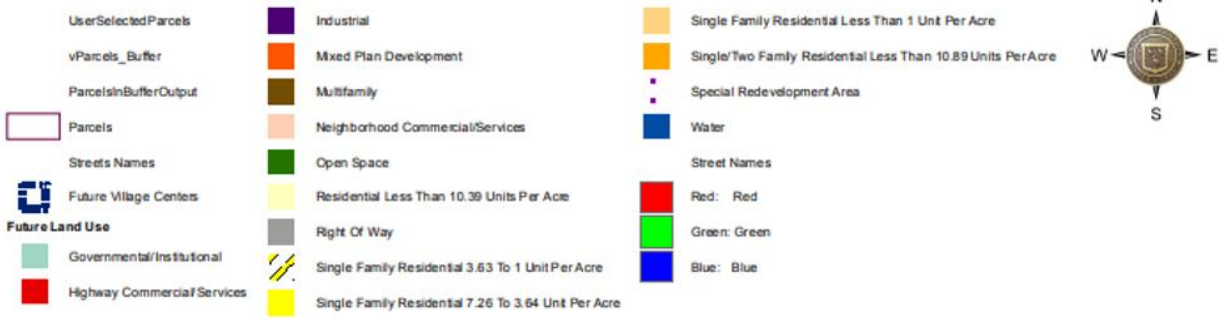 UserSelectedParcels
vParcels_Buffer
ParcelsInBufferOutput
Parcels
Streets Names
Future Village Centers
Future Land Use
Governmental/Institutional
Highway Commercial/Services
Industrial
Mixed Plan Development
Multifamily
Neighborhood Commercial/Services
Open Space
Residential Less Than 10.39 Units Per Acre
Right Of Way
Single Family Residential 3.63 To 1 Unit Per Acre
Single Family Residential 7.26 To 3.64 Unit Per Acre
Single Family Residential Less Than 1 Unit Per Acre
Single/Two Family Residential Less Than 10.89 Units Per Acre
Special Redevelopment Area
Water
Street Names
Red: Red
Green: Green
Blue: Blue
N
W E
S